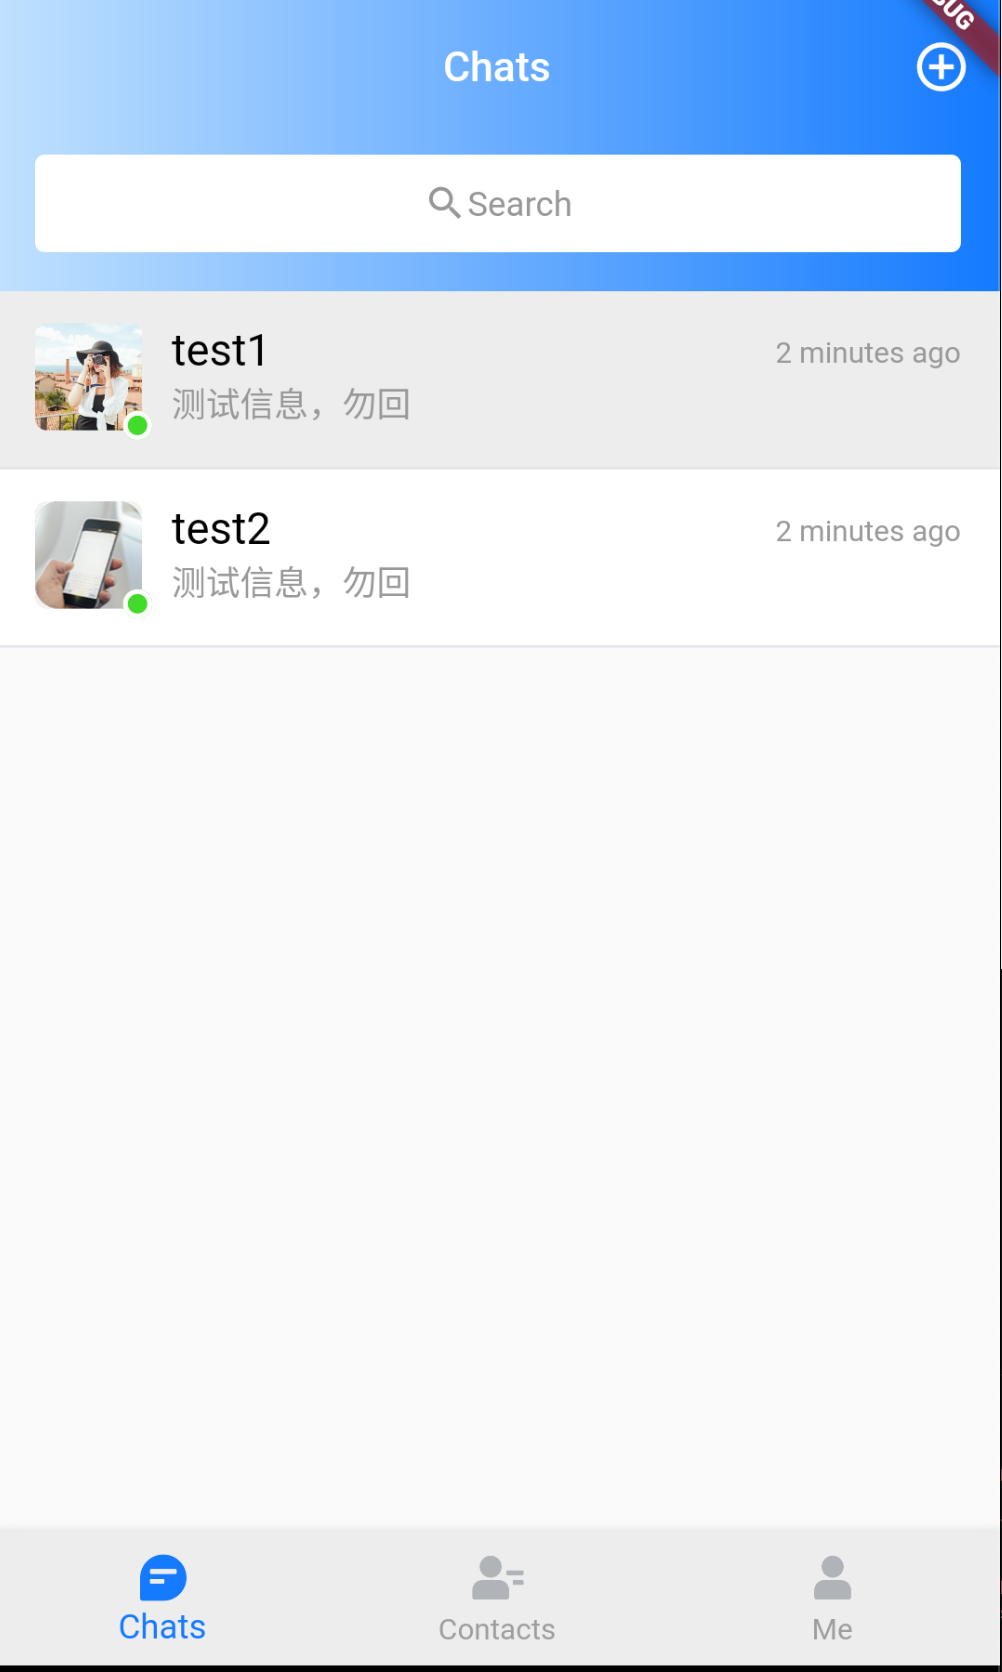 Chats
Search
test1
2 minutes ago
测试信息，勿回
test2
2 minutes ago
测试信息，勿回
Chats
Contacts
Me